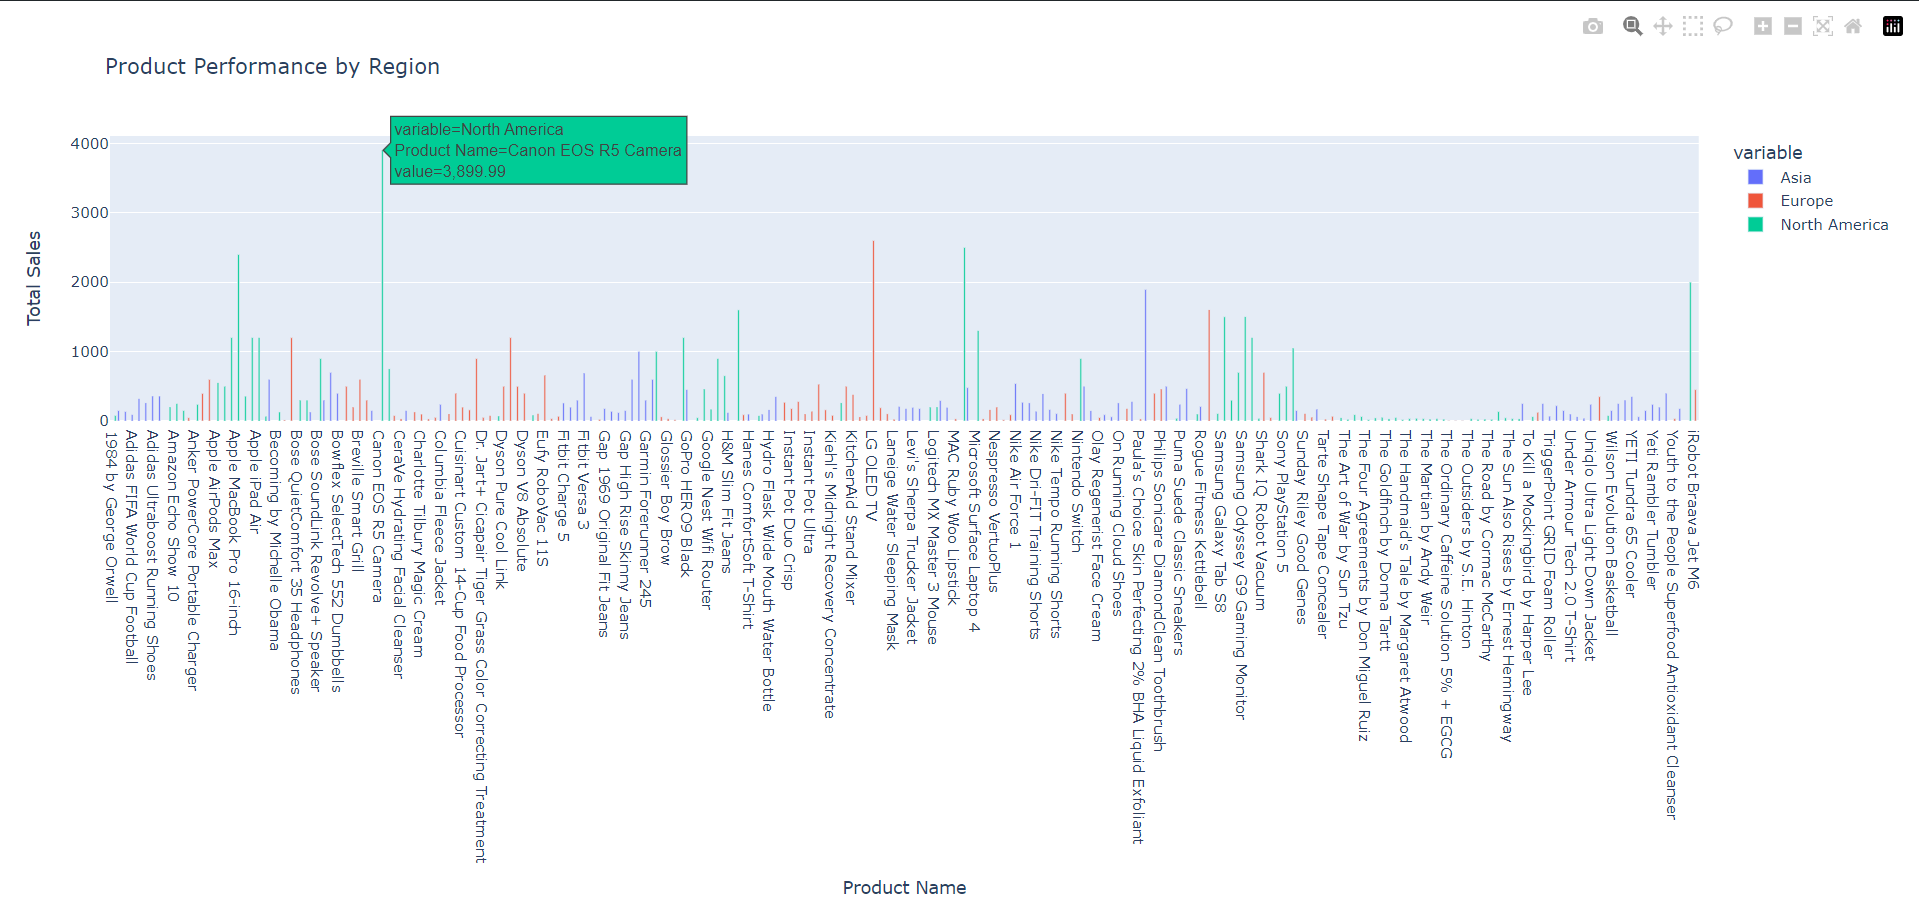 Product Performance by Region
variable=North America
Product Name=Canon EOS R5 Camera
value=3,899.99
variable
Asia
Europe
North America
Total Sales
4000
3000
2000
1000
0
1984 by George Orwell
Adidas FIFA World Cup Football
Adidas Ultraboost Running Shoes
Amazon Echo Show 10
Anker PowerCore Portable Charger
Apple AirPods Max
Apple MacBook Pro 16-inch
Apple iPad Air
Becoming by Michelle Obama
Bose QuietComfort 35 Headphones
Bose SoundLink Revolve+ Speaker
Bowflex SelectTech 552 Dumbbells
Breville Smart Grill
Canon EOS R5 Camera
CeraVe Hydrating Facial Cleanser
Charlotte Tilbury Magic Cream
Columbia Fleece Jacket
Cuisinart Custom 14-Cup Food Processor
Dr. Jart+ Cicapair Tiger Grass Color Correcting Treatment
Dyson Pure Cool Link
Dyson V8 Absolute
Eufy RoboVac 11S
Fitbit Charge 5
Fitbit Versa 3
Gap 1969 Original Fit Jeans
Gap High Rise Skinny Jeans
Garmin Forerunner 245
Glossier Boy Brow
GoPro HERO9 Black
Google Nest Wifi Router
H&M Slim Fit Jeans
Hanes ComfortSoft T-Shirt
Hydro Flask Wide Mouth Water Bottle
Instant Pot Duo Crisp
Instant Pot Ultra
Kiehl's Midnight Recovery Concentrate
KitchenAid Stand Mixer
LG OLED TV
Laneige Water Sleeping Mask
Levi's Sherpa Trucker Jacket
Logitech MX Master 3 Mouse
MAC Ruby Woo Lipstick
Microsoft Surface Laptop 4
Nespresso VertuoPlus
Nike Air Force 1
Nike Dri-FIT Training Shorts
Nike Tempo Running Shorts
Nintendo Switch
Olay Regenerist Face Cream
On Running Cloud Shoes
Paula's Choice Skin Perfecting 2% BHA Liquid Exfoliant
Philips Sonicare DiamondClean Toothbrush
Puma Suede Classic Sneakers
Rogue Fitness Kettlebell
Samsung Galaxy Tab S8
Samsung Odyssey G9 Gaming Monitor
Shark IQ Robot Vacuum
Sony PlayStation 5
Sunday Riley Good Genes
Tarte Shape Tape Concealer
The Art of War by Sun Tzu
The Four Agreements by Don Miguel Ruiz
The Goldfinch by Donna Tartt
The Handmaid's Tale by Margaret Atwood
The Martian by Andy Weir
The Ordinary Caffeine Solution 5% + EGCG
The Outsiders by S.E. Hinton
The Road by Cormac McCarthy
The Sun Also Rises by Ernest Hemingway
To Kill a Mockingbird by Harper Lee
TriggerPoint GRID Foam Roller
Under Armour Tech 2.0 T-Shirt
Uniqlo Ultra Light Down Jacket
Wilson Evolution Basketball
YETI Tundra 65 Cooler
Yeti Rambler Tumbler
Youth to the People Superfood Antioxidant Cleanser
iRobot Braava Jet M6
Product Name